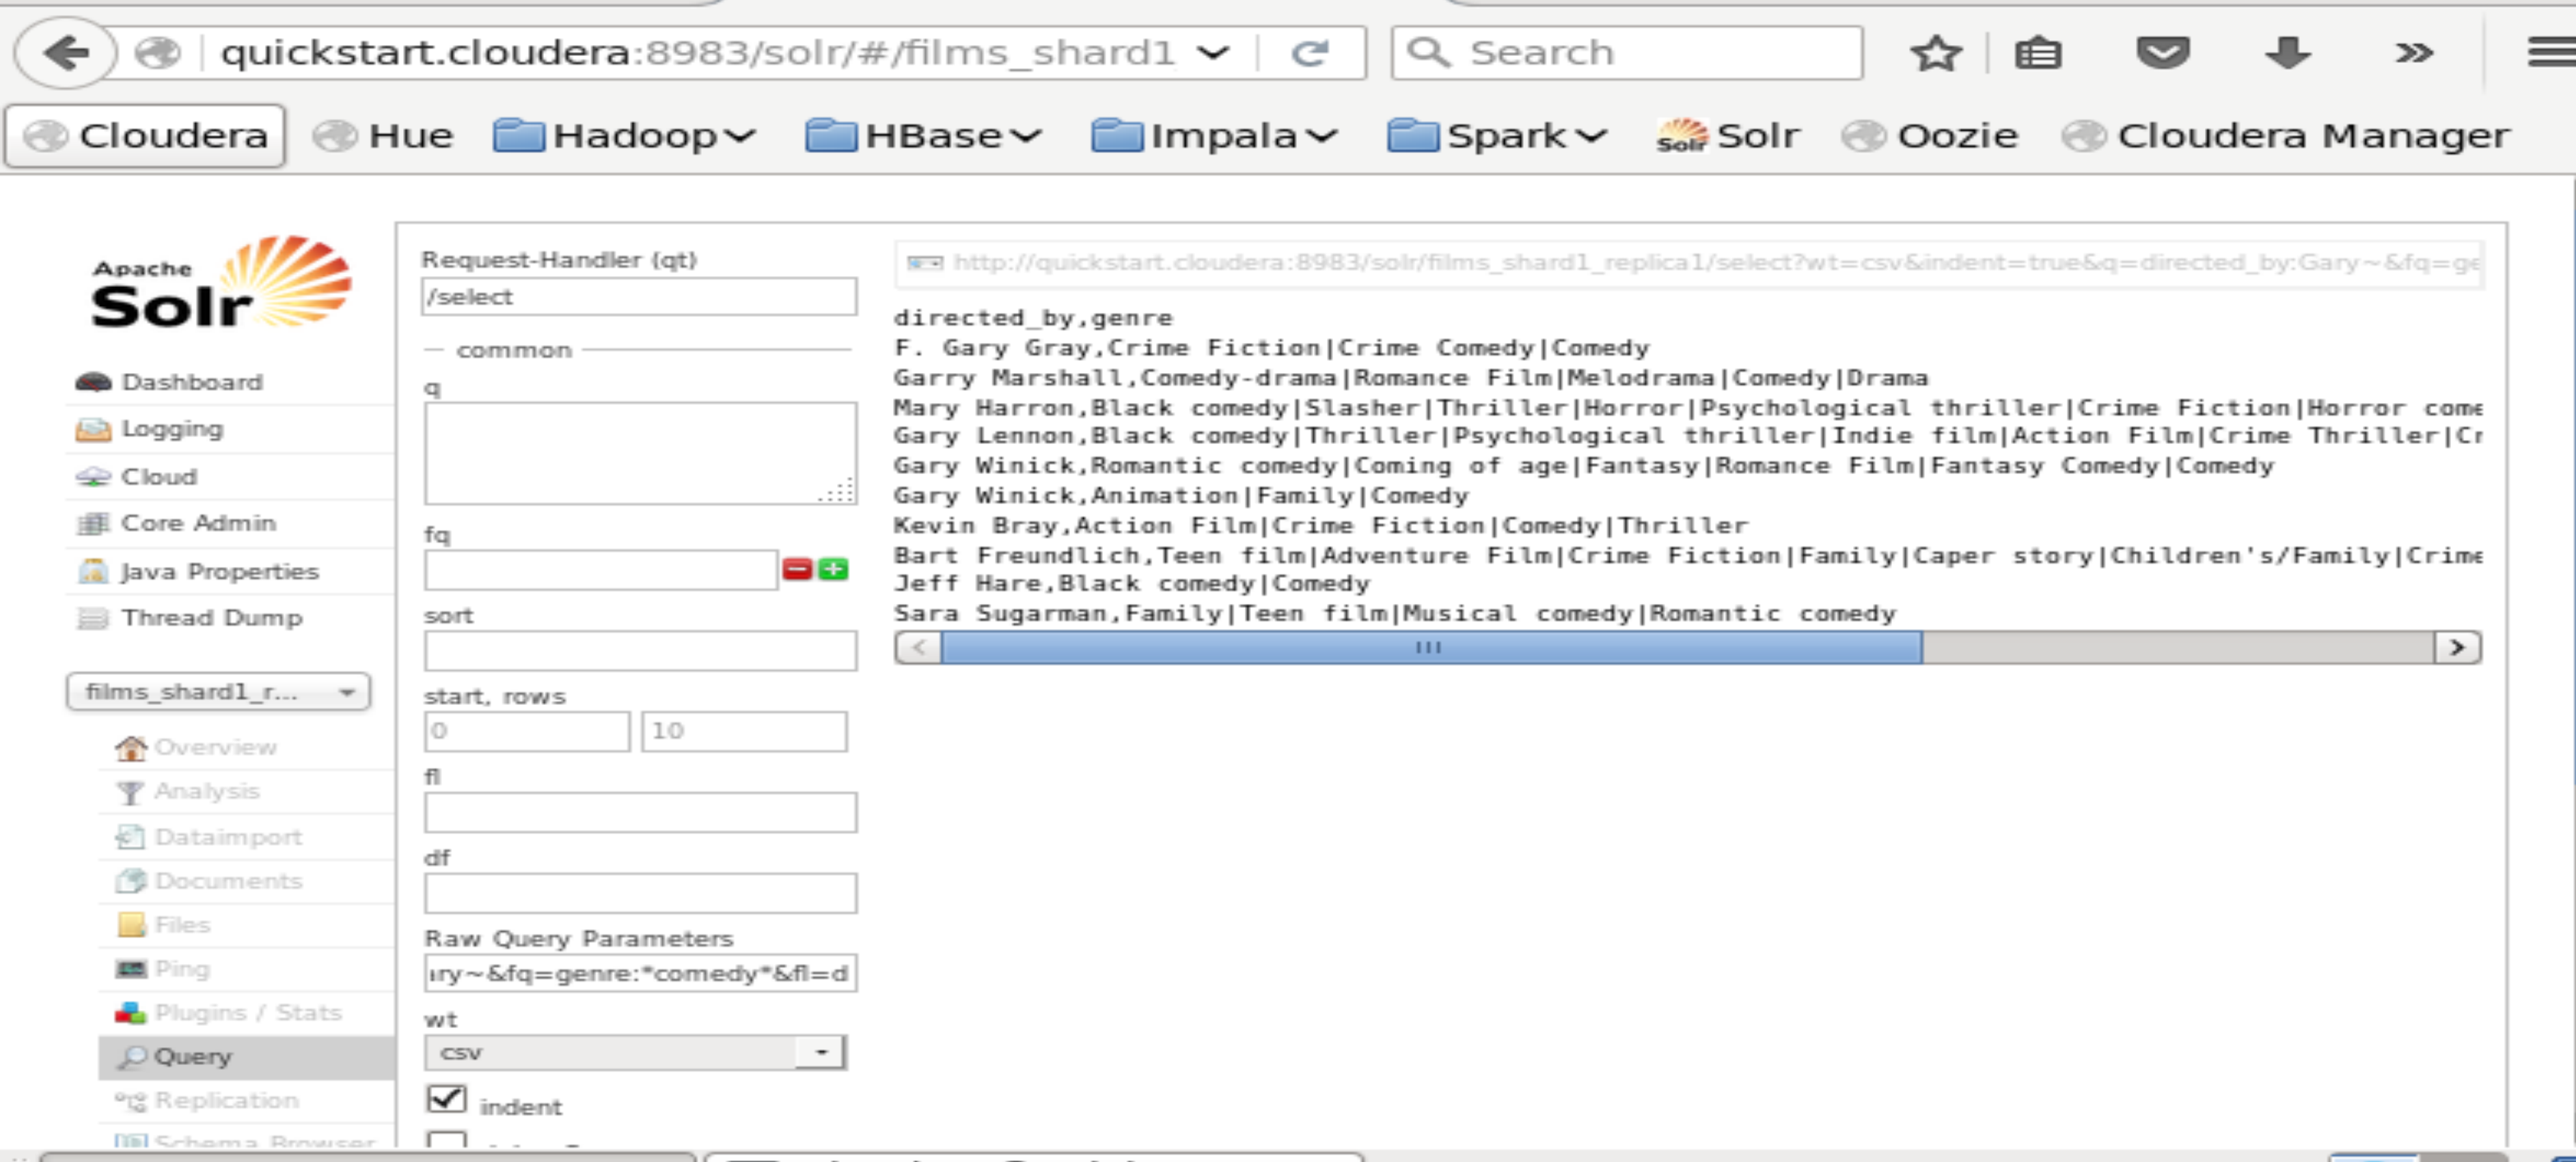 quickstart.cloudera:8983/solr/#/films_shard1
Search
Cloudera Hue Hadoop HBase Impala Spark Solr Solr Oozie Cloudera Manager
Apache
Solr
Dashboard
Logging
Cloud
Core Admin
Java Properties
Thread Dump
films_shard1_r...
Overview
Analysis
Dataimport
Documents
Files
Ping
Plugins / Stats
Query
Replication
Schema Browser
Request-Handler (qt)
/select
common
q
fq
sort
start, rows
0 10
fl
df
Raw Query Parameters
ry~&fq=genre:*comedy*&fl=d
wt
csv
indent
http://quickstart.cloudera:8983/solr/films_shard1_replica1/select?wt=csv&indent=true&q=directed_by:Gary~&fq=ge
directed_by,genre
F. Gary Gray,Crime Fiction|Crime Comedy|Comedy
Garry Marshall,Comedy-drama|Romance Film|Melodrama|Comedy|Drama
Mary Harron,Black comedy|Slasher|Thriller|Horror|Psychological thriller|Crime Fiction|Horror come
Gary Lennon,Black comedy|Thriller|Psychological thriller|Indie film|Action Film|Crime Thriller|Cr
Gary Winick,Romantic comedy|Coming of age|Fantasy|Romance Film|Fantasy Comedy|Comedy
Gary Winick,Animation|Family|Comedy
Kevin Bray,Action Film|Crime Fiction|Comedy|Thriller
Bart Freundlich,Teen film|Adventure Film|Crime Fiction|Family|Caper story|Children's/Family|Crime
Jeff Hare,Black comedy|Comedy
Sara Sugarman,Family|Teen film|Musical comedy|Romantic comedy